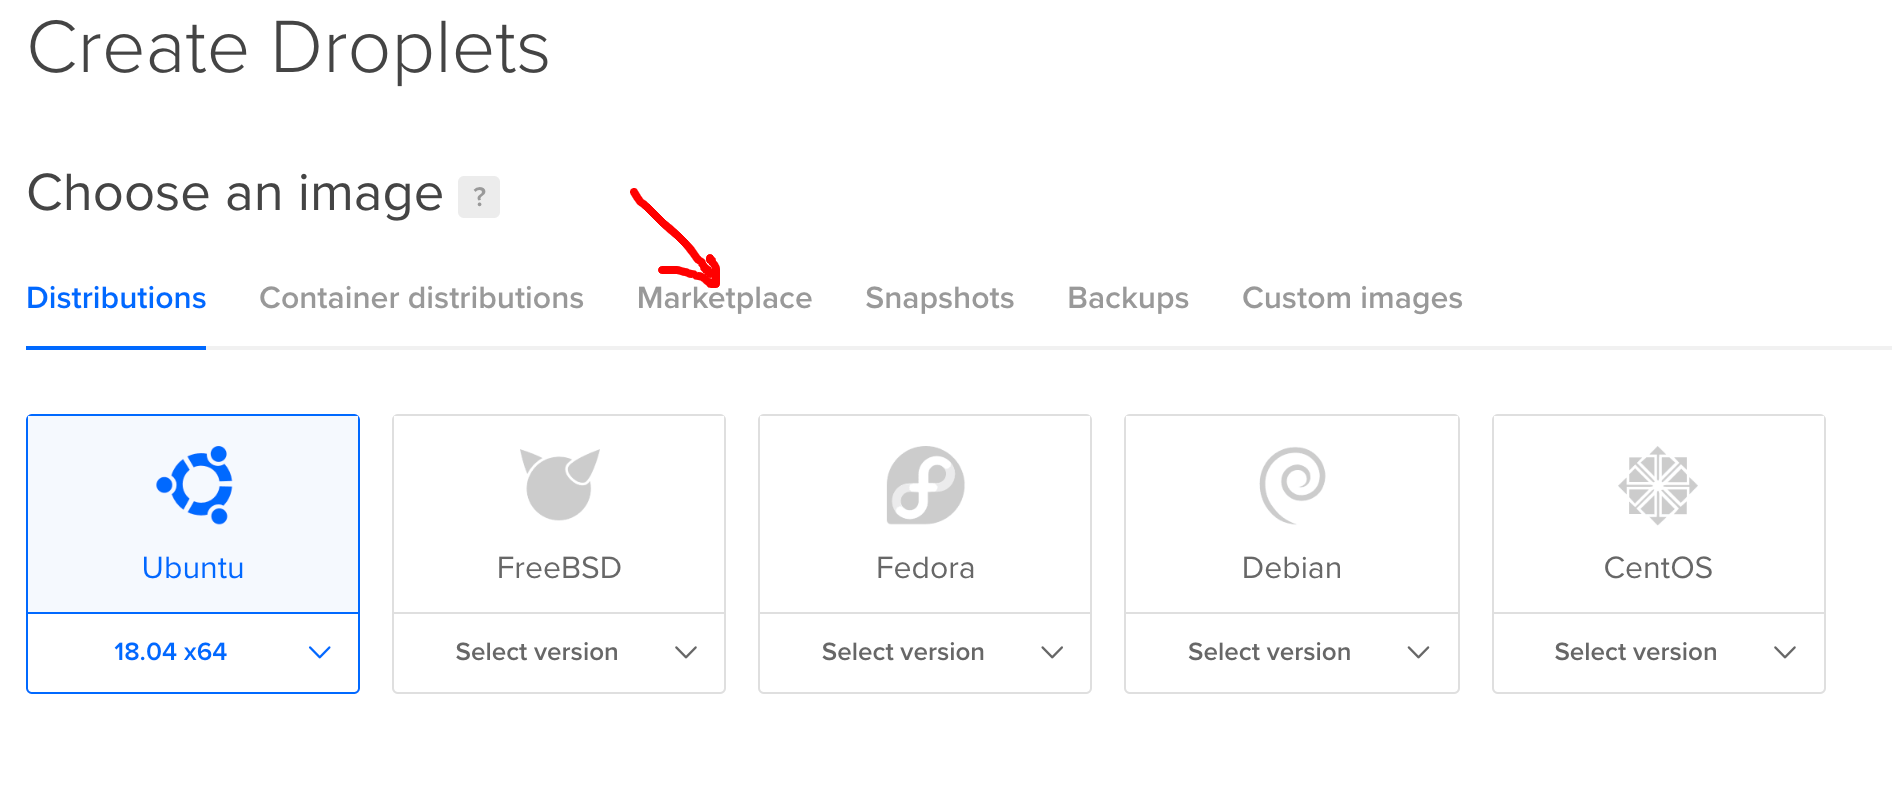 Create Droplets
Choose an image ?
Distributions Container distributions Marketplace Snapshots Backups Custom images
Ubuntu FreeBSD Fedora Debian CentOS
18.04 x64 Select version Select version Select version Select version